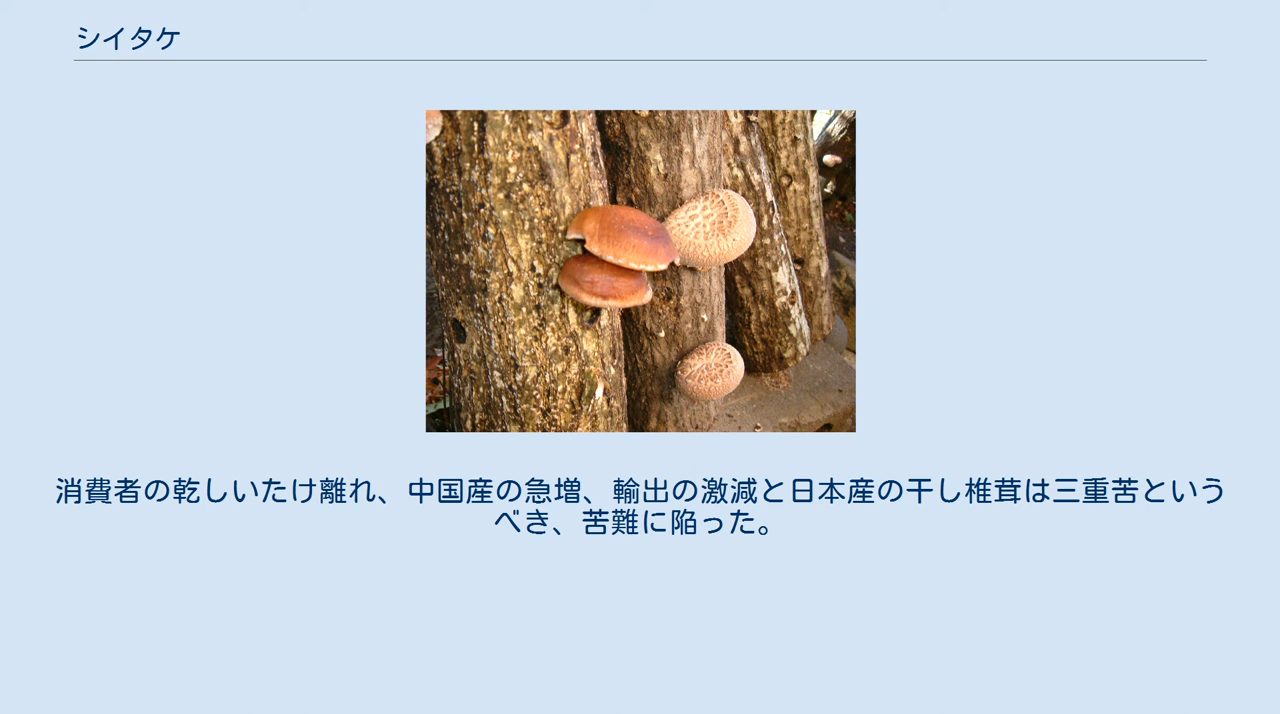 シイタケ
消費者の乾しいたけ離れ、中国産の急増、輸出の激減と日本産の干し椎茸は三重苦という
べき、苦難に陥った。